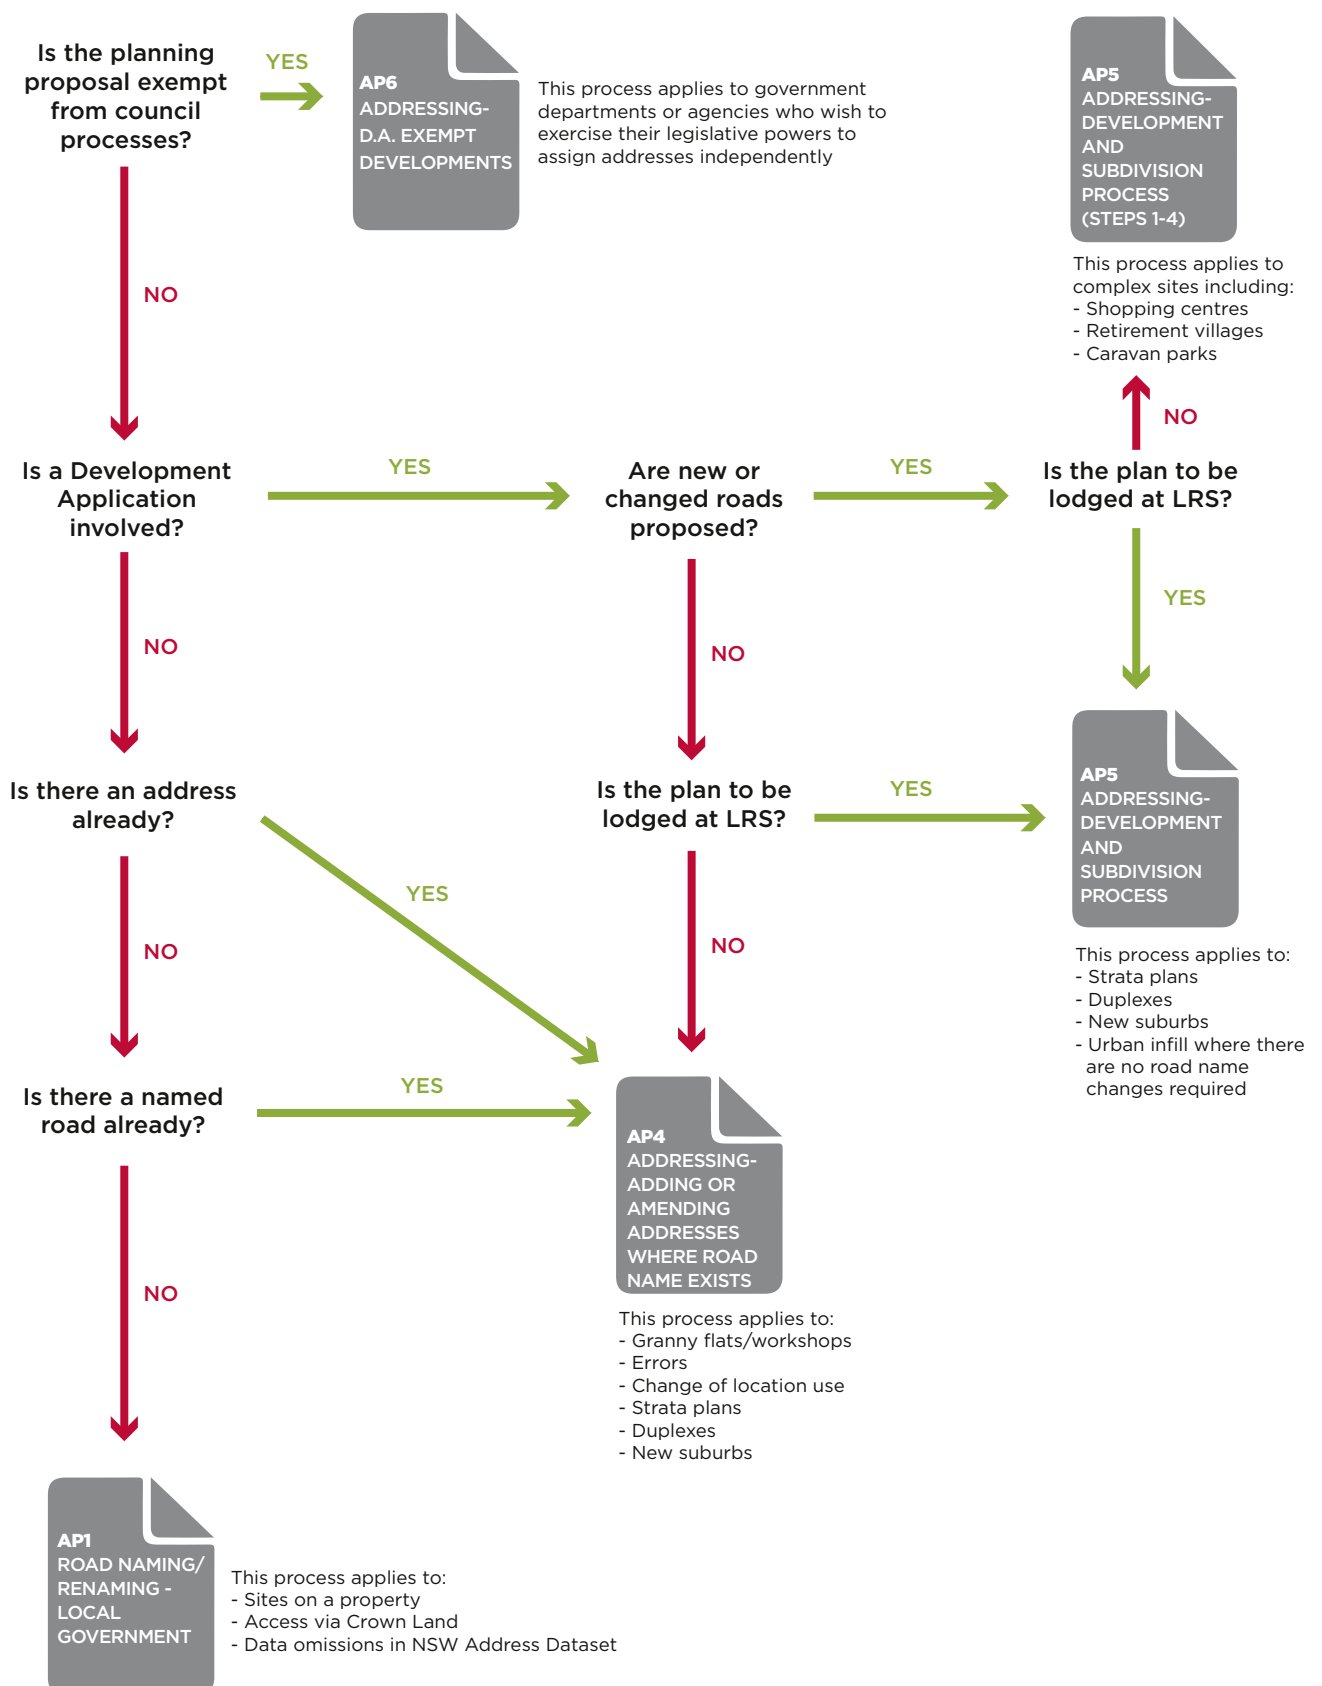 Is the planning
proposal exempt
from council
processes?
YES
AP6
ADDRESSING-
D.A. EXEMPT
DEVELOPMENTS
This process applies to government
departments or agencies who wish to
exercise their legislative powers to
assign addresses independently
AP5
ADDRESSING-
DEVELOPMENT
AND
SUBDIVISION
PROCESS
(STEPS 1-4)
This process applies to
complex sites including:
- Shopping centres
- Retirement villages
- Caravan parks
NO
NO
Is a Development
Application
involved?
YES
Are new or
changed roads
proposed?
YES
Is the plan to be
lodged at LRS?
YES
NO
NO
Is there an address
already?
YES
Is the plan to be
lodged at LRS?
YES
AP5
ADDRESSING-
DEVELOPMENT
AND
SUBDIVISION
PROCESS
This process applies to:
- Strata plans
- Duplexes
- New suburbs
- Urban infill where there
are no road name
changes required
NO
NO
Is there a named
road already?
YES
AP4
ADDRESSING-
ADDING OR
AMENDING
ADDRESSES
WHERE ROAD
NAME EXISTS
This process applies to:
- Granny flats/workshops
- Errors
- Change of location use
- Strata plans
- Duplexes
- New suburbs
NO
AP1
ROAD NAMING/
RENAMING -
LOCAL
GOVERNMENT
This process applies to:
- Sites on a property
- Access via Crown Land
- Data omissions in NSW Address Dataset